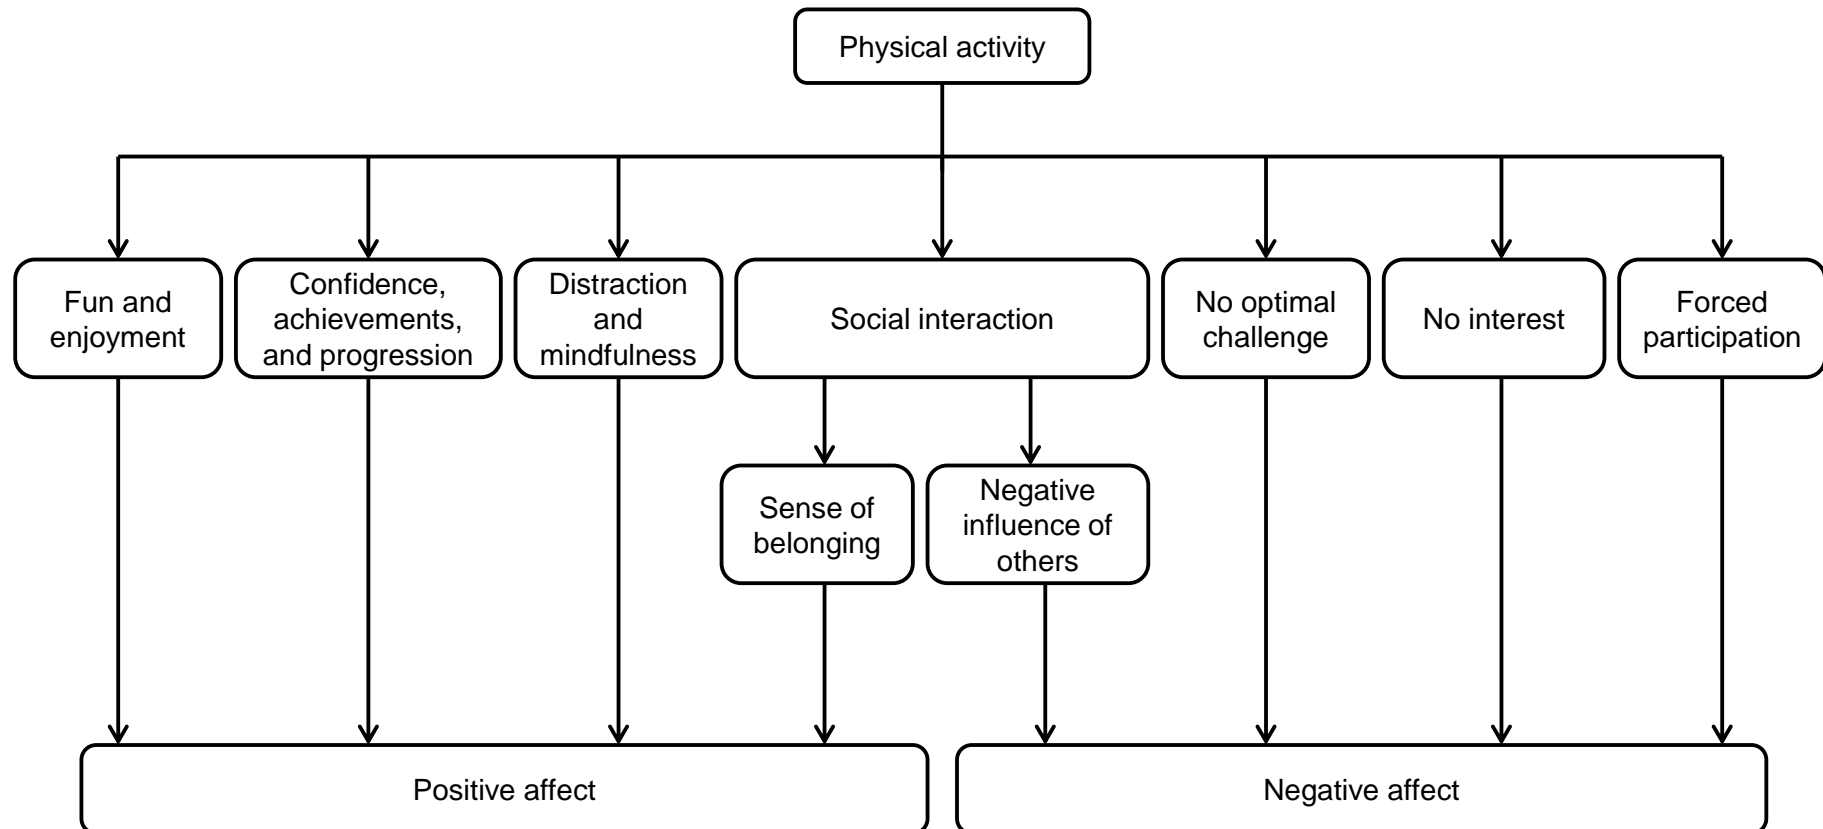 Physical activity
Fun and
enjoyment
Confidence,
achievements,
and progression
Distraction
and
mindfulness
Social interaction
No optimal
challenge
No interest
Forced
participation
Sense of
belonging
Negative
influence of
others
Positive affect
Negative affect